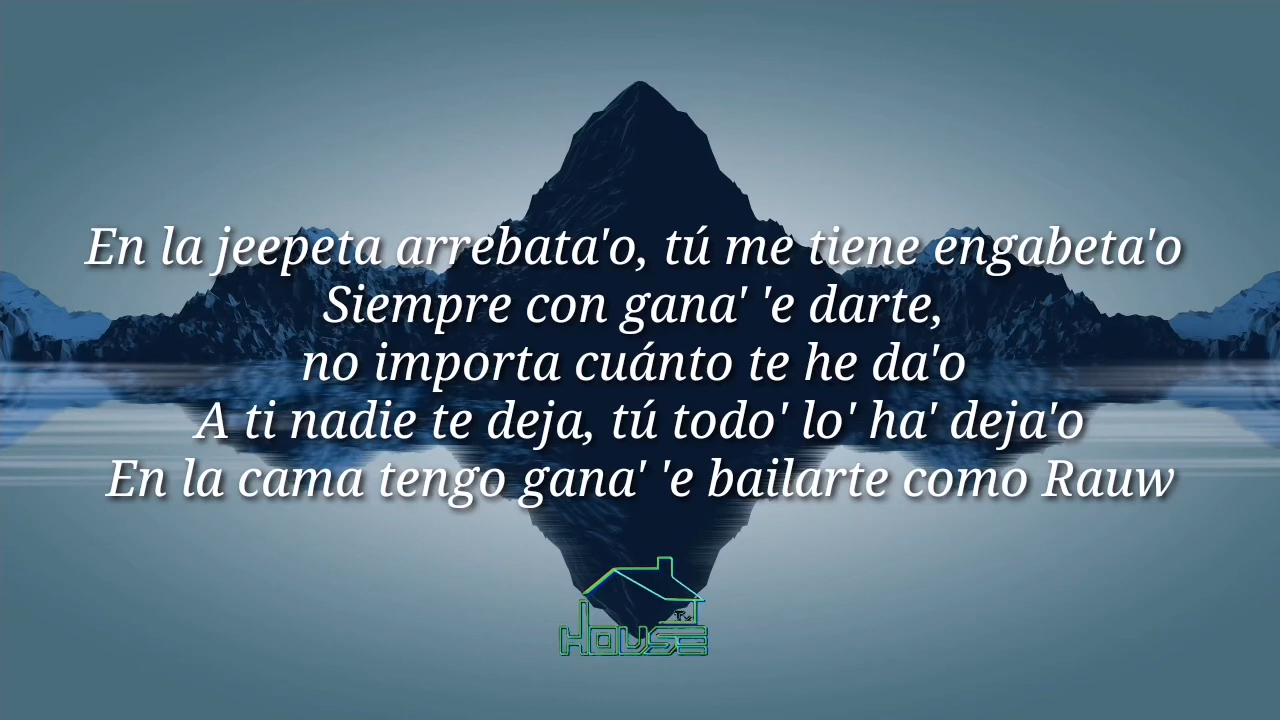 En la jeepeta arrebata'o, tú me tiene engabeta'o
Siempre con gana' 'e darte,
no importa cuánto te he da'o
A ti nadie te deja, tú todo' lo' ha' deja'o
En la cama tengo gana' 'e bailarte como Rauw
Tv
HOUSE